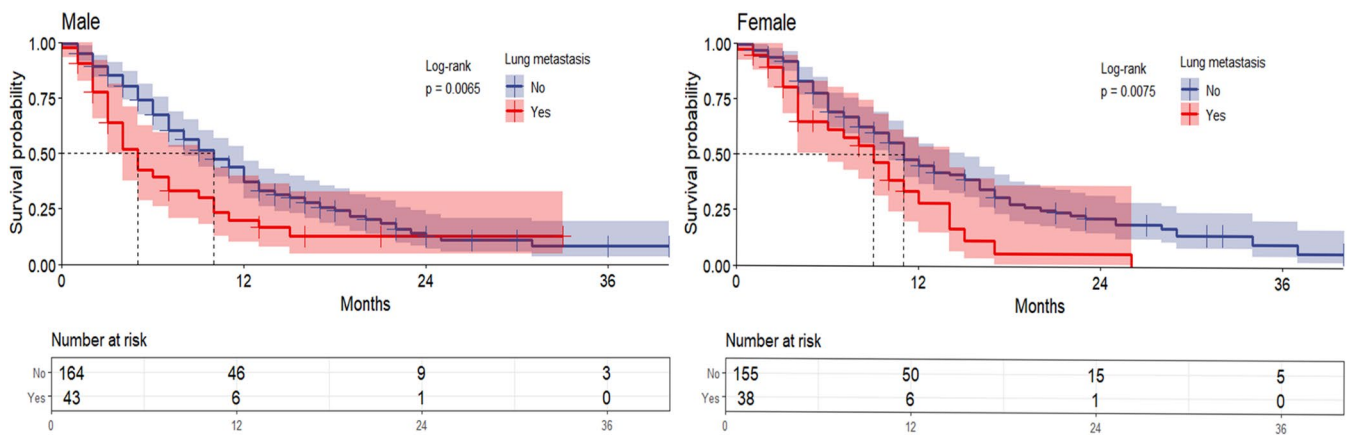 Male
Survival probability
1.00
0.75
0.50
0.25
0.00
Log-rank
p = 0.0065
Lung metastasis
No
Yes
0 12 24 36
Months
Number at risk
No 164 46 9 3
Yes 43 6 1 0
0 12 24 36
Female
Survival probability
1.00
0.75
0.50
0.25
0.00
Log-rank
p = 0.0075
Lung metastasis
No
Yes
0 12 24 36
Months
Number at risk
No 155 50 15 5
Yes 38 6 1 0
0 12 24 36